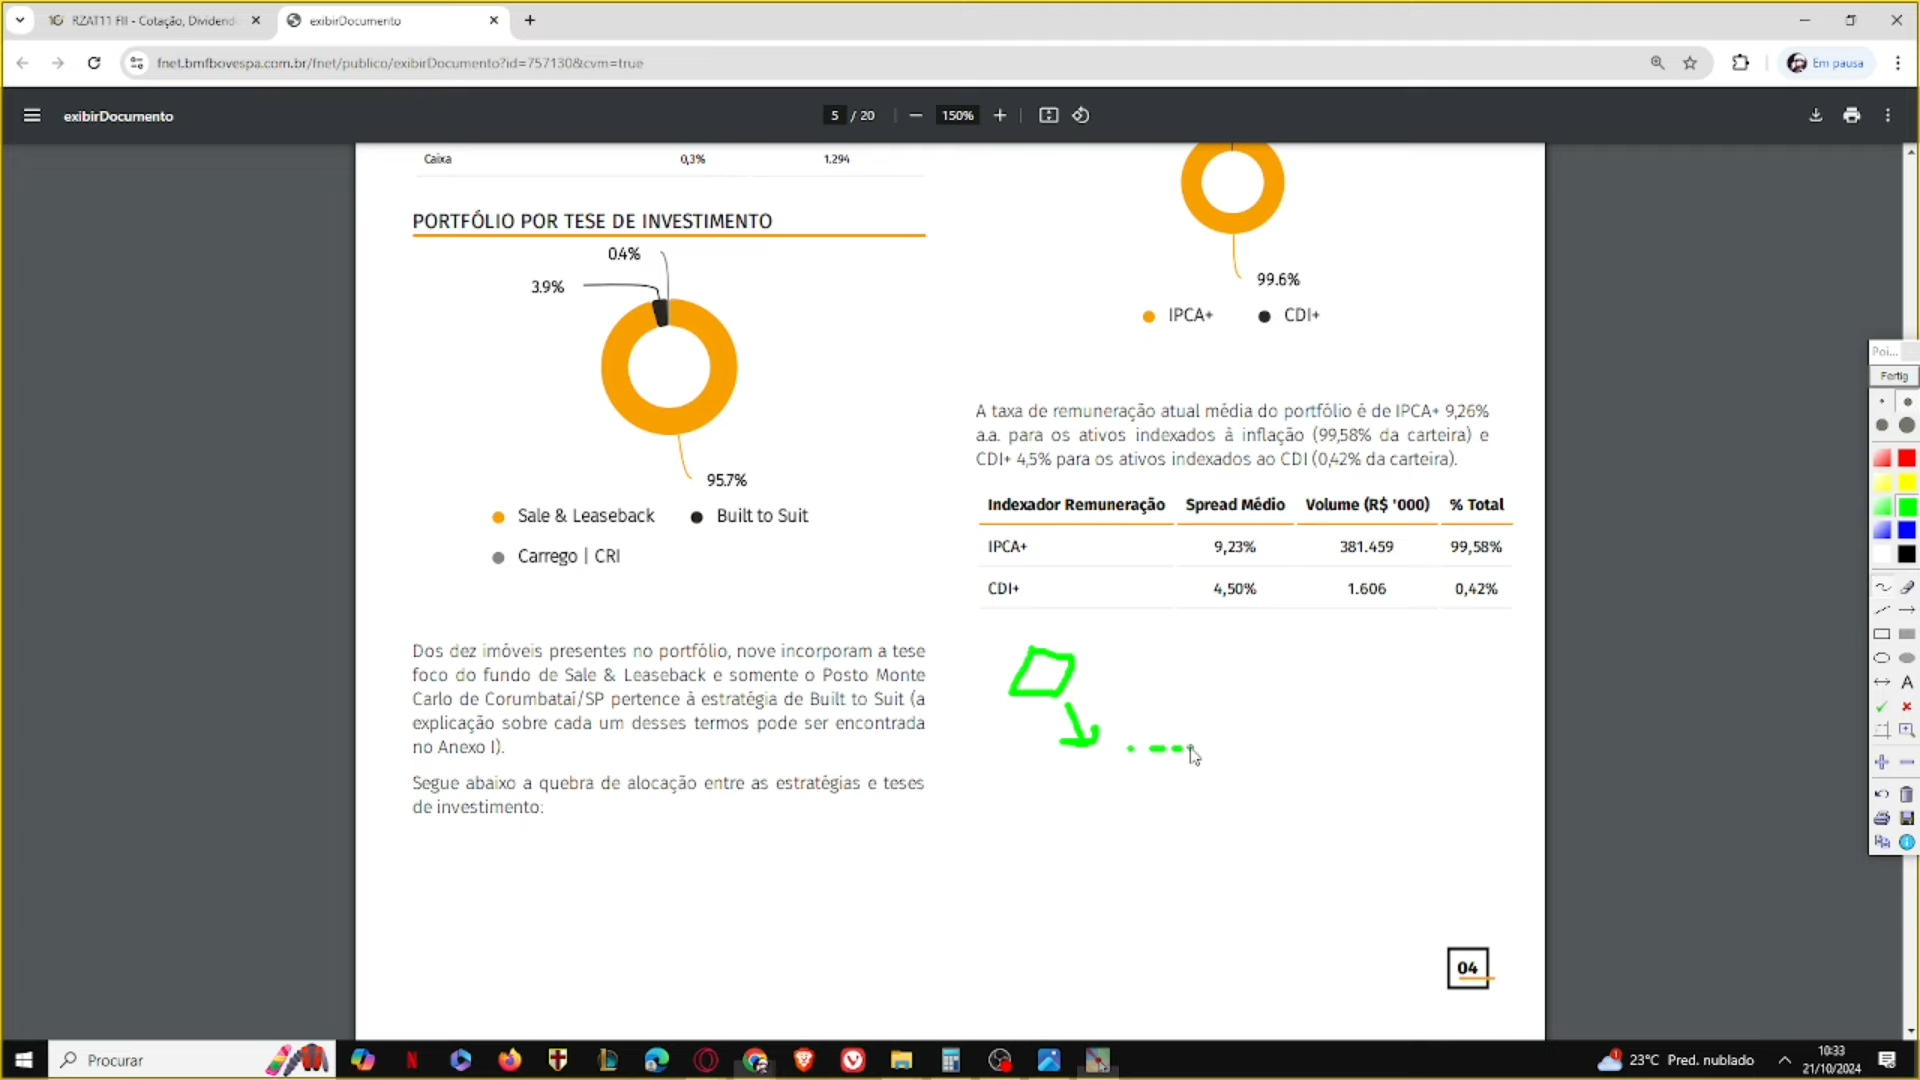 RZAT11 FII - Cotação, Dividend
exibirDocumento
fnet.bmfbovespa.com.br/fnet/publico/exibirDocumento?id=757130&cvm=true
Em pausa
exibirDocumento
5 / 20
150%
Caixa 0,3% 1.294
PORTFÓLIO POR TESE DE INVESTIMENTO
0.4%
3.9%
95.7%
Sale & Leaseback
Built to Suit
Carrego | CRI
Dos dez imóveis presentes no portfólio, nove incorporam a tese
foco do fundo de Sale & Leaseback e somente o Posto Monte
Carlo de Corumbataí/SP pertence à estratégia de Built to Suit (a
explicação sobre cada um desses termos pode ser encontrada
no Anexo I).
Segue abaixo a quebra de alocação entre as estratégias e teses
de investimento:
99.6%
IPCA+
CDI+
A taxa de remuneração atual média do portfólio é de IPCA+ 9,26%
a.a. para os ativos indexados à inflação (99,58% da carteira) e
CDI+ 4,5% para os ativos indexados ao CDI (0,42% da carteira).
Indexador Remuneração Spread Médio Volume (R$ '000) % Total
IPCA+ 9,23% 381.459 99,58%
CDI+ 4,50% 1.606 0,42%
04
Poi...
Fertig
A
Procurar
23°C Pred. nublado
10:33
21/10/2024